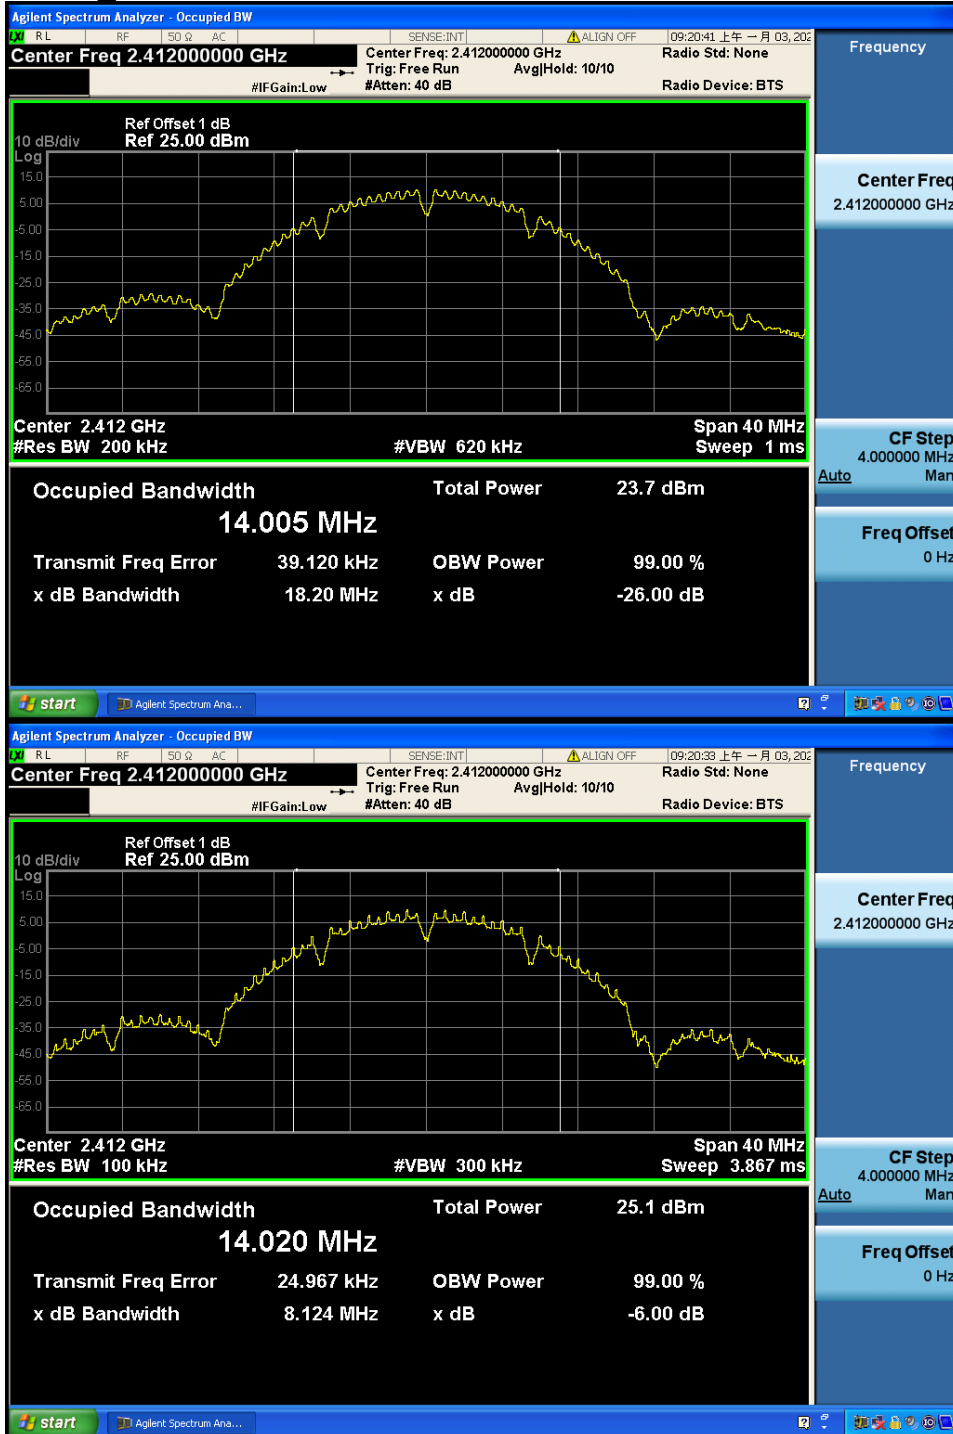 Agilent Spectrum Analyzer - Occupied BW
LXI RL RF 50 Ω AC SENSE:INT ALIGN OFF 09:20:41 上午 一月 03, 202
Center Freq 2.412000000 GHz
Center Freq: 2.412000000 GHz Radio Std: None
Trig: Free Run Avg|Hold: 10/10
#IFGain:Low #Atten: 40 dB Radio Device: BTS
Frequency
Ref Offset 1 dB
10 dB/div Ref 25.00 dBm
Log
15.0
5.00
-5.00
-15.0
-25.0
-35.0
-45.0
-55.0
-65.0
Center 2.412 GHz Span 40 MHz
#Res BW 200 kHz #VBW 620 kHz Sweep 1 ms
Center Freq
2.412000000 GHz
CF Step
4.000000 MHz
Auto Man
Freq Offset
0 Hz
Occupied Bandwidth Total Power 23.7 dBm
14.005 MHz
Transmit Freq Error 39.120 kHz OBW Power 99.00 %
x dB Bandwidth 18.20 MHz x dB -26.00 dB
start Agilent Spectrum Ana...
Agilent Spectrum Analyzer - Occupied BW
LXI RL RF 50 Ω AC SENSE:INT ALIGN OFF 09:20:33 上午 一月 03, 202
Center Freq 2.412000000 GHz
Center Freq: 2.412000000 GHz Radio Std: None
Trig: Free Run Avg|Hold: 10/10
#IFGain:Low #Atten: 40 dB Radio Device: BTS
Frequency
Ref Offset 1 dB
10 dB/div Ref 25.00 dBm
Log
15.0
5.00
-5.00
-15.0
-25.0
-35.0
-45.0
-55.0
-65.0
Center 2.412 GHz Span 40 MHz
#Res BW 100 kHz #VBW 300 kHz Sweep 3.867 ms
Center Freq
2.412000000 GHz
CF Step
4.000000 MHz
Auto Man
Freq Offset
0 Hz
Occupied Bandwidth Total Power 25.1 dBm
14.020 MHz
Transmit Freq Error 24.967 kHz OBW Power 99.00 %
x dB Bandwidth 8.124 MHz x dB -6.00 dB
start Agilent Spectrum Ana...